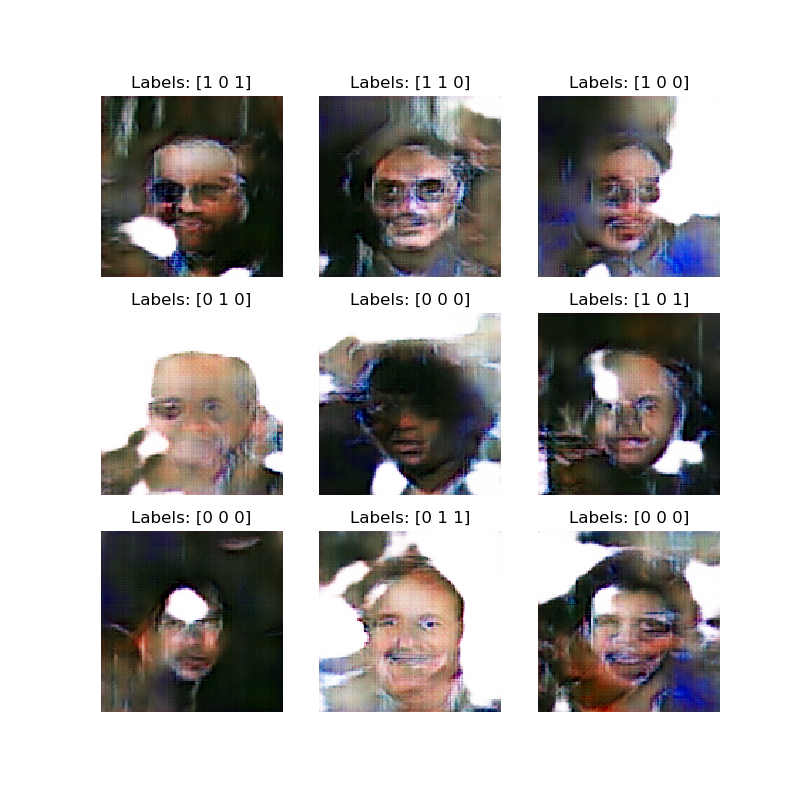 Labels: [1 0 1]
Labels: [1 1 0]
Labels: [1 0 0]
Labels: [0 1 0]
Labels: [0 0 0]
Labels: [1 0 1]
Labels: [0 0 0]
Labels: [0 1 1]
Labels: [0 0 0]